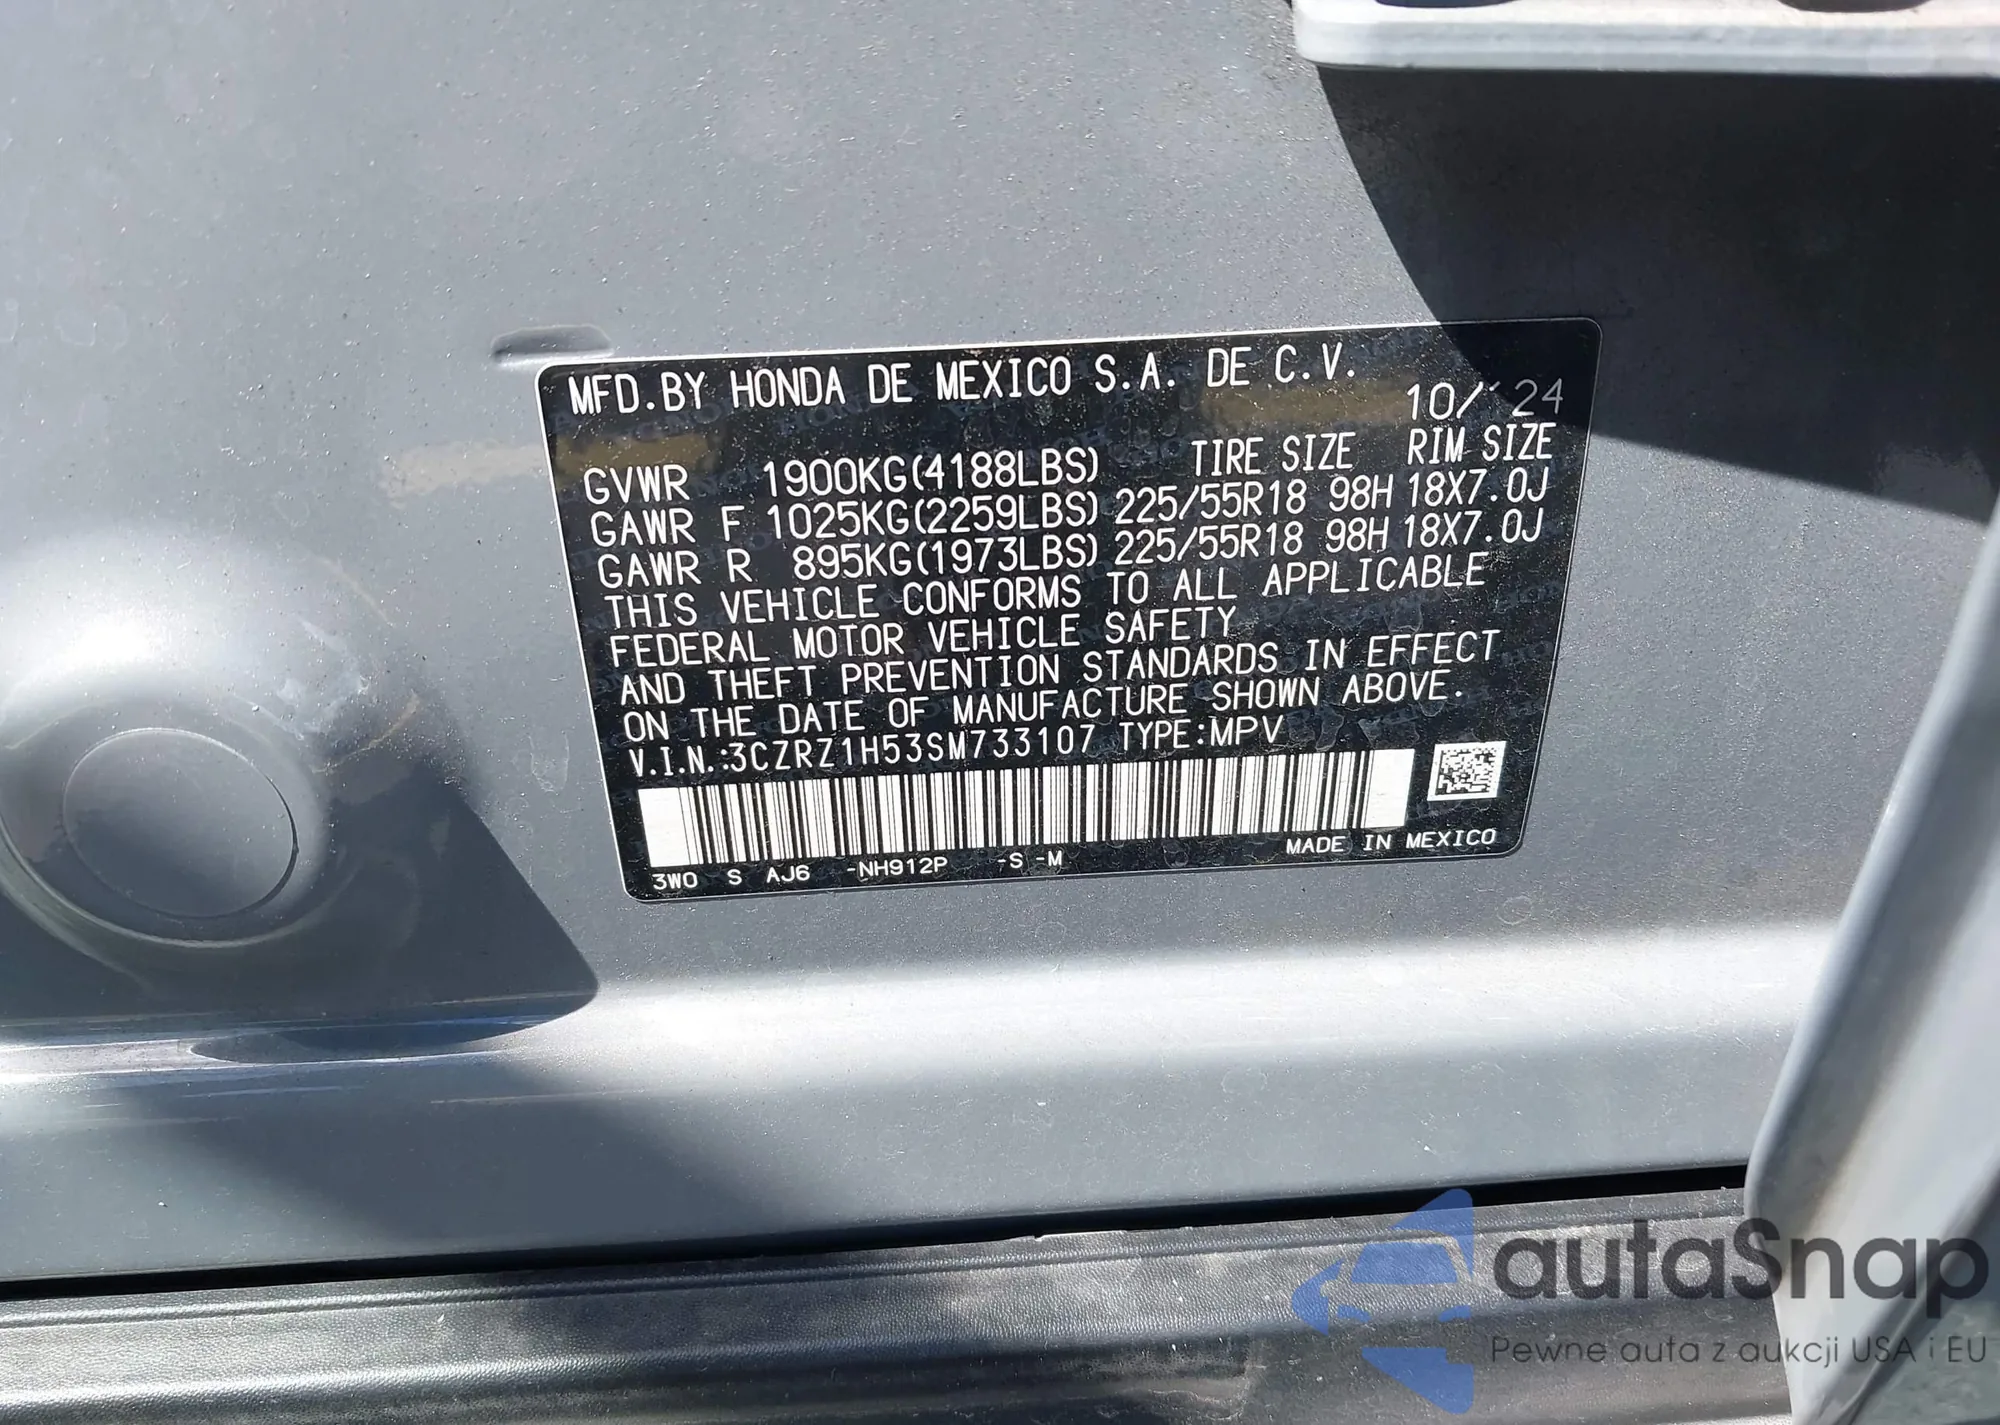 MFD.BY HONDA DE MEXICO S.A. DE C.V.
10/'24
TIRE SIZE RIM SIZE
GVWR 1900KG(4188LBS)
GAWR F 1025KG(2259LBS) 225/55R18 98H 18X7.0J
GAWR R 895KG(1973LBS) 225/55R18 98H 18X7.0J
THIS VEHICLE CONFORMS TO ALL APPLICABLE
FEDERAL MOTOR VEHICLE SAFETY
AND THEFT PREVENTION STANDARDS IN EFFECT
ON THE DATE OF MANUFACTURE SHOWN ABOVE.
V.I.N.:3CZRZ1H53SM733107 TYPE:MPV
MADE IN MEXICO
3W0 S AJ6 -NH912P -S -M
autaSnap
Pewne auta z aukcji USA i EU